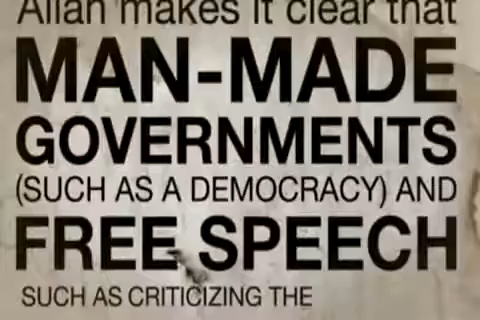 Allah makes it clear that
MAN-MADE
GOVERNMENTS
(SUCH AS A DEMOCRACY) AND
FREE SPEECH
SUCH AS CRITICIZING THE